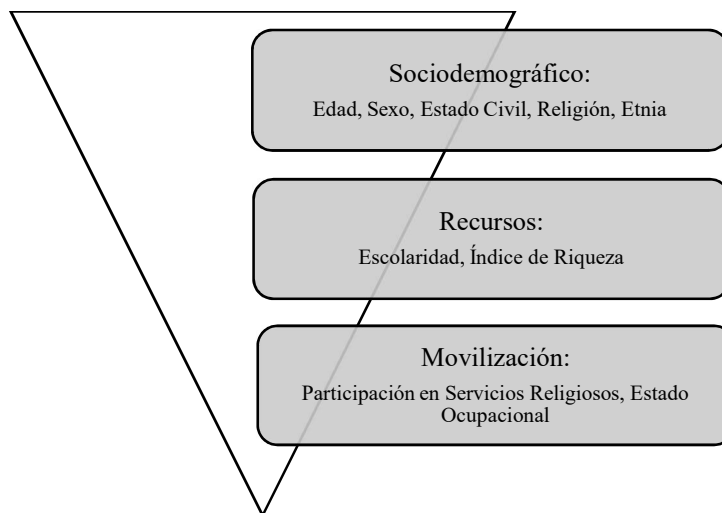 Sociodemográfico:
Edad, Sexo, Estado Civil, Religión, Etnia
Recursos:
Escolaridad, Índice de Riqueza
Movilización:
Participación en Servicios Religiosos, Estado
Ocupacional